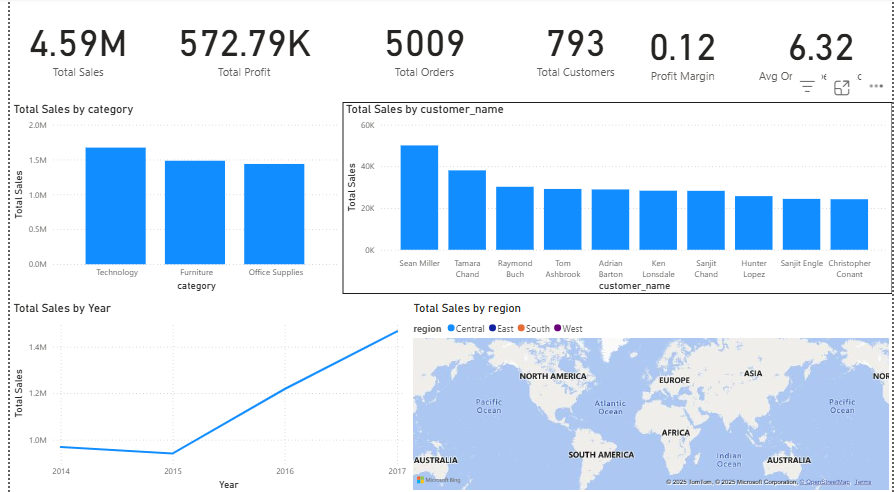 4.59M
Total Sales
572.79K
Total Profit
5009
Total Orders
793
Total Customers
0.12
Profit Margin
6.32
Avg Or
Total Sales by category
2.0M
1.5M
1.0M
0.5M
0.0M
Total Sales
Technology
Furniture
Office Supplies
category
Total Sales by customer_name
60K
40K
20K
0K
Total Sales
Sean Miller
Tamara
Chand
Raymond
Buch
Tom
Ashbrook
Adrian
Barton
Ken
Lonsdale
Sanjit
Chand
Hunter
Lopez
Sanjit Engle
Christopher
Conant
customer_name
Total Sales by Year
1.4M
1.2M
1.0M
Total Sales
2014
2015
2016
2017
Year
Total Sales by region
region Central East South West
NORTH AMERICA
EUROPE
ASI
NOR
Pacific
Ocean
Atlantic
Ocean
Pacific
Ocean
AFRICA
SOUTH AMERICA
AUSTRALIA
Indian
Ocean
AUSTRALIA
Microsoft Bing
© 2025 TomTom, © 2025 Microsoft Corporation, © OpenStreetMap Terms